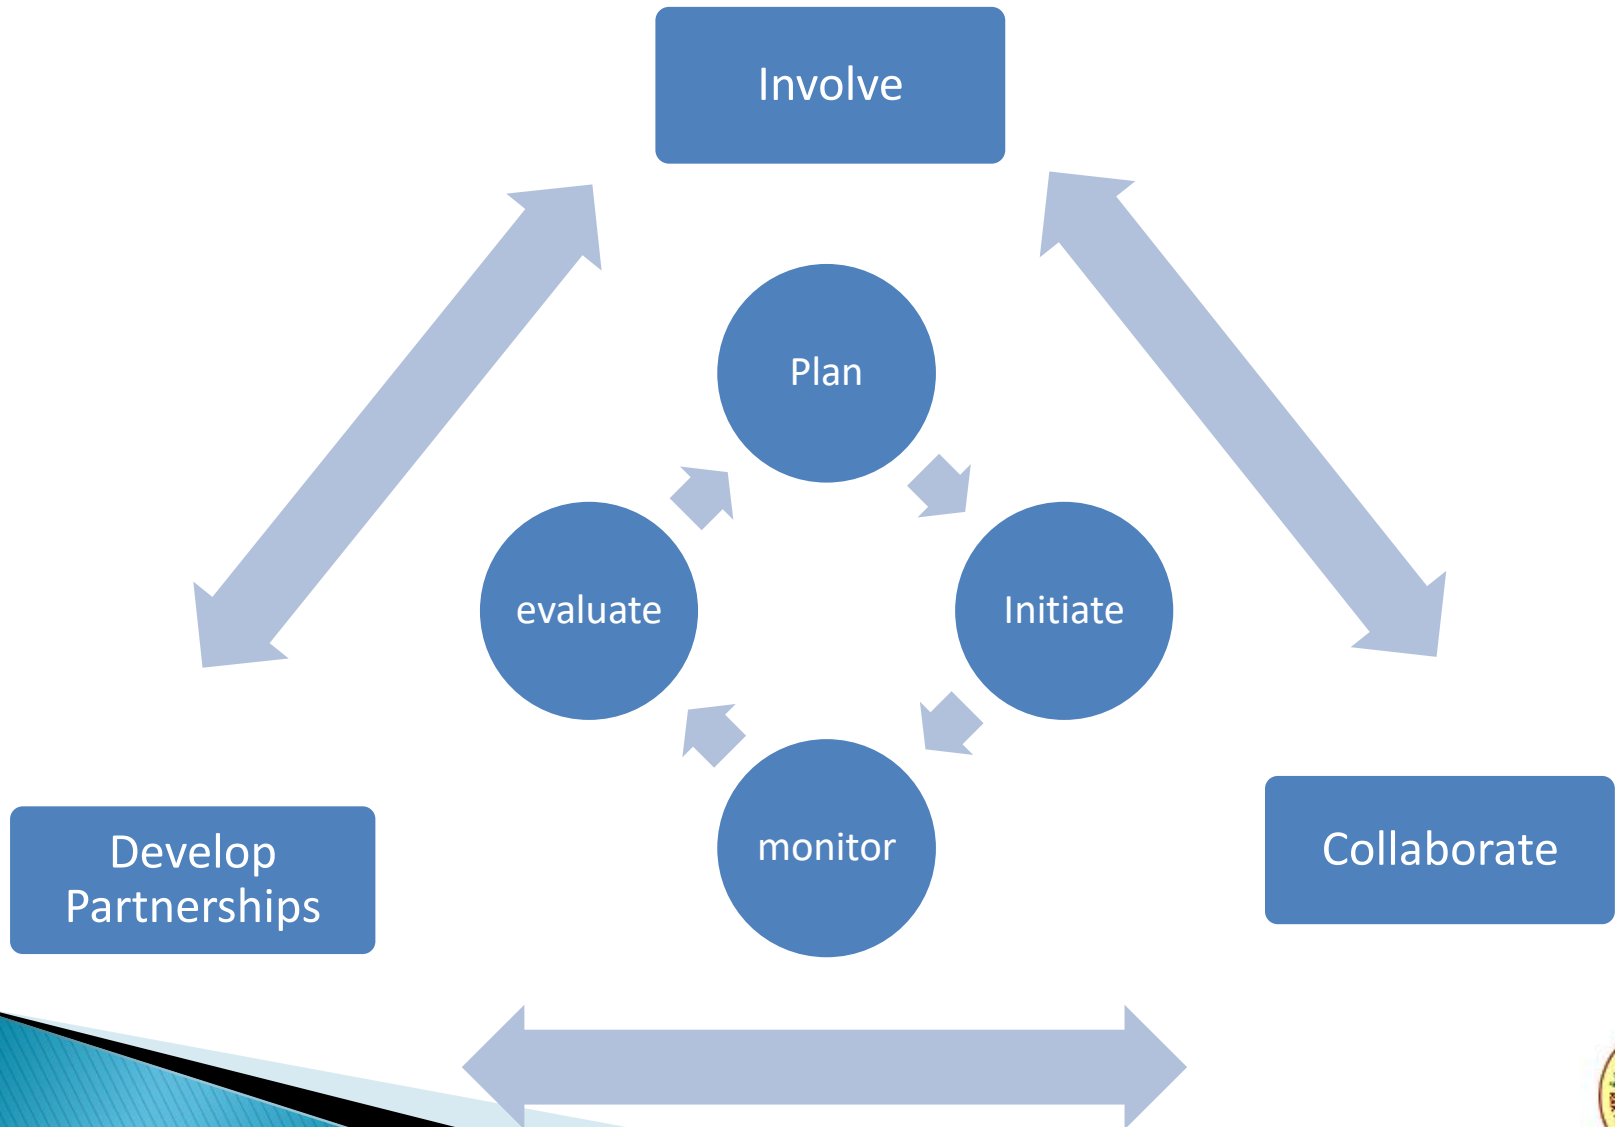 Involve
Plan
evaluate
Initiate
monitor
Develop
Partnerships
Collaborate